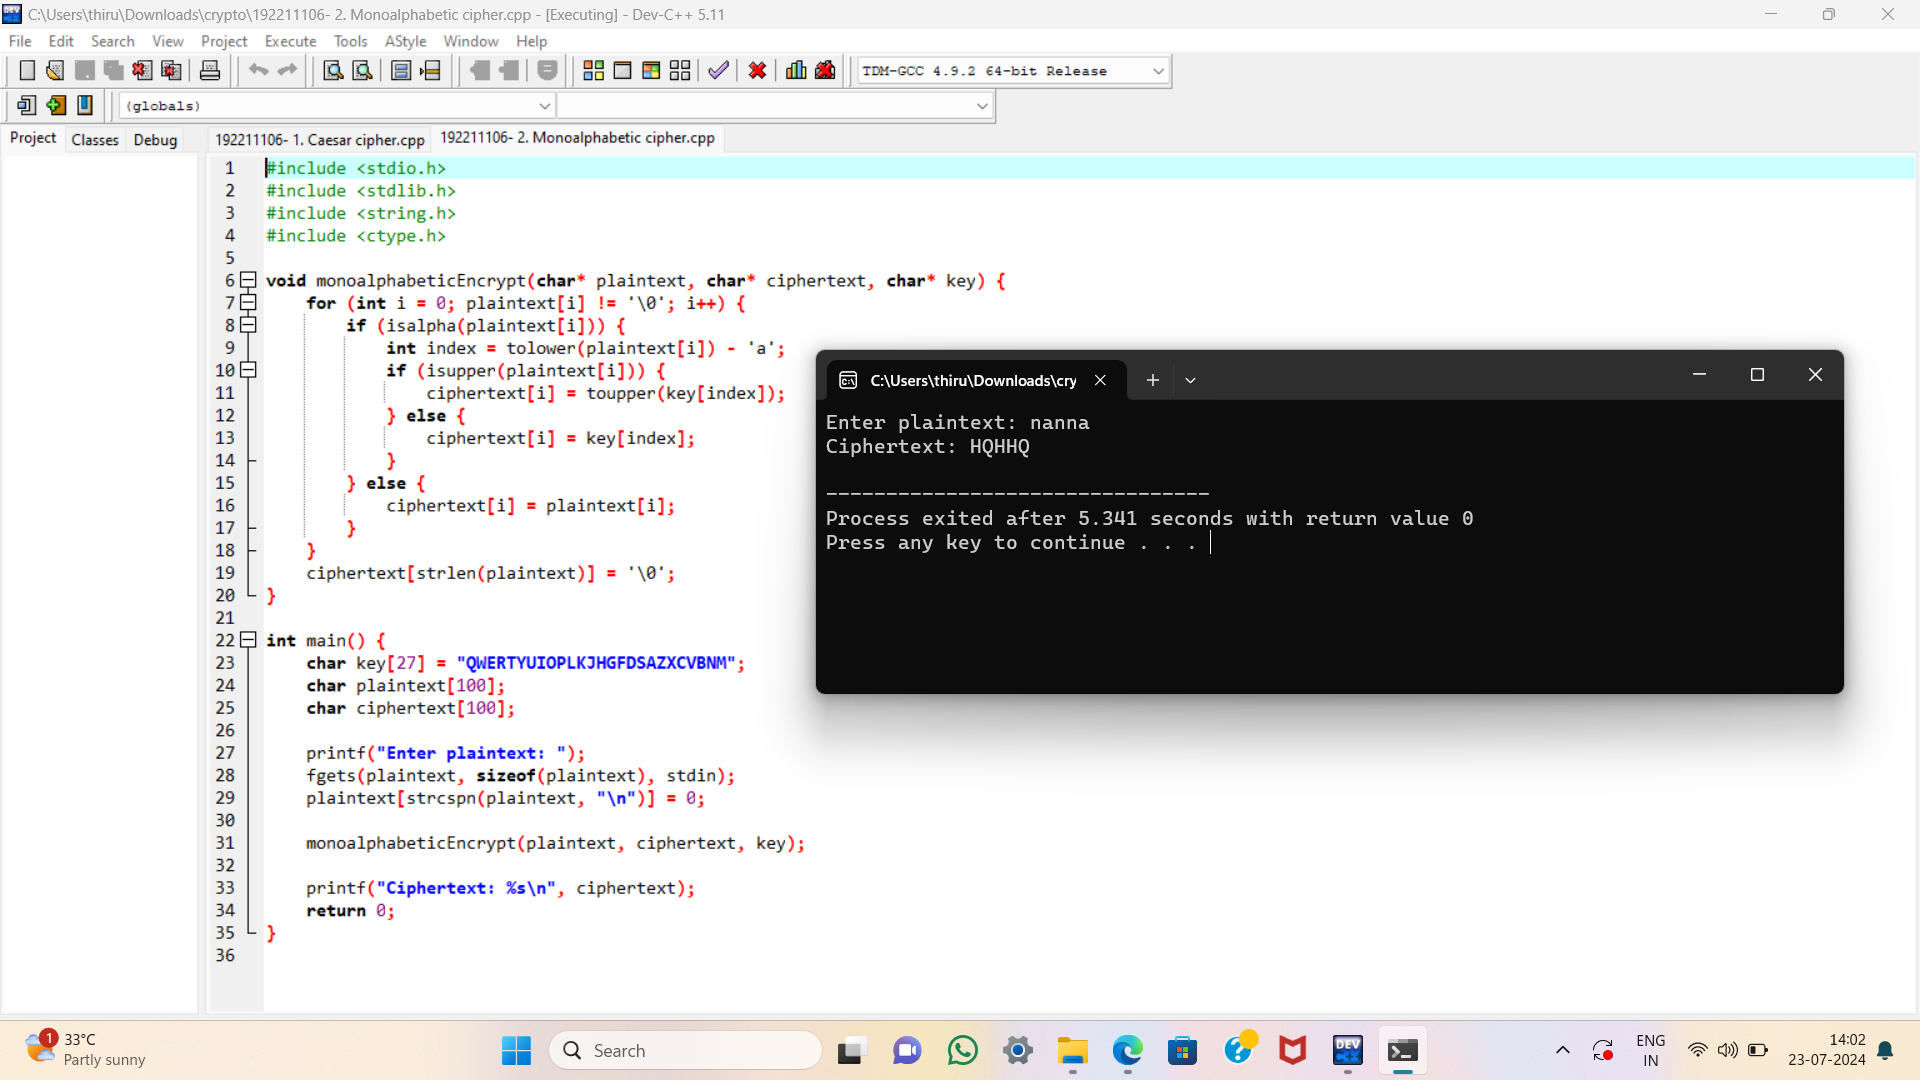 C:\Users\thiru\Downloads\crypto\192211106- 2. Monoalphabetic cipher.cpp - [Executing] - Dev-C++ 5.11
File Edit Search View Project Execute Tools AStyle Window Help
TDM-GCC 4.9.2 64-bit Release
(globals)
Project Classes Debug
192211106- 1. Caesar cipher.cpp 192211106- 2. Monoalphabetic cipher.cpp
1 #include <stdio.h>
2 #include <stdlib.h>
3 #include <string.h>
4 #include <ctype.h>
5
6 void monoalphabeticEncrypt(char* plaintext, char* ciphertext, char* key) {
7 for (int i = 0; plaintext[i] != '\0'; i++) {
8 if (isalpha(plaintext[i])) {
9 int index = tolower(plaintext[i]) - 'a';
10 if (isupper(plaintext[i])) {
11 ciphertext[i] = toupper(key[index]);
12 } else {
13 ciphertext[i] = key[index];
14 }
15 } else {
16 ciphertext[i] = plaintext[i];
17 }
18 }
19 ciphertext[strlen(plaintext)] = '\0';
20 }
21
22 int main() {
23 char key[27] = "QWERTYUIOPLKJHGFDSAZXCVBNM";
24 char plaintext[100];
25 char ciphertext[100];
26
27 printf("Enter plaintext: ");
28 fgets(plaintext, sizeof(plaintext), stdin);
29 plaintext[strcspn(plaintext, "\n")] = 0;
30
31 monoalphabeticEncrypt(plaintext, ciphertext, key);
32
33 printf("Ciphertext: %s\n", ciphertext);
34 return 0;
35 }
36
C:\Users\thiru\Downloads\cry
Enter plaintext: nanna
Ciphertext: HQHHQ
--------------------------------
Process exited after 5.341 seconds with return value 0
Press any key to continue . . .
1
33°C
Partly sunny
Search
DEV
C++
ENG
IN
14:02
23-07-2024